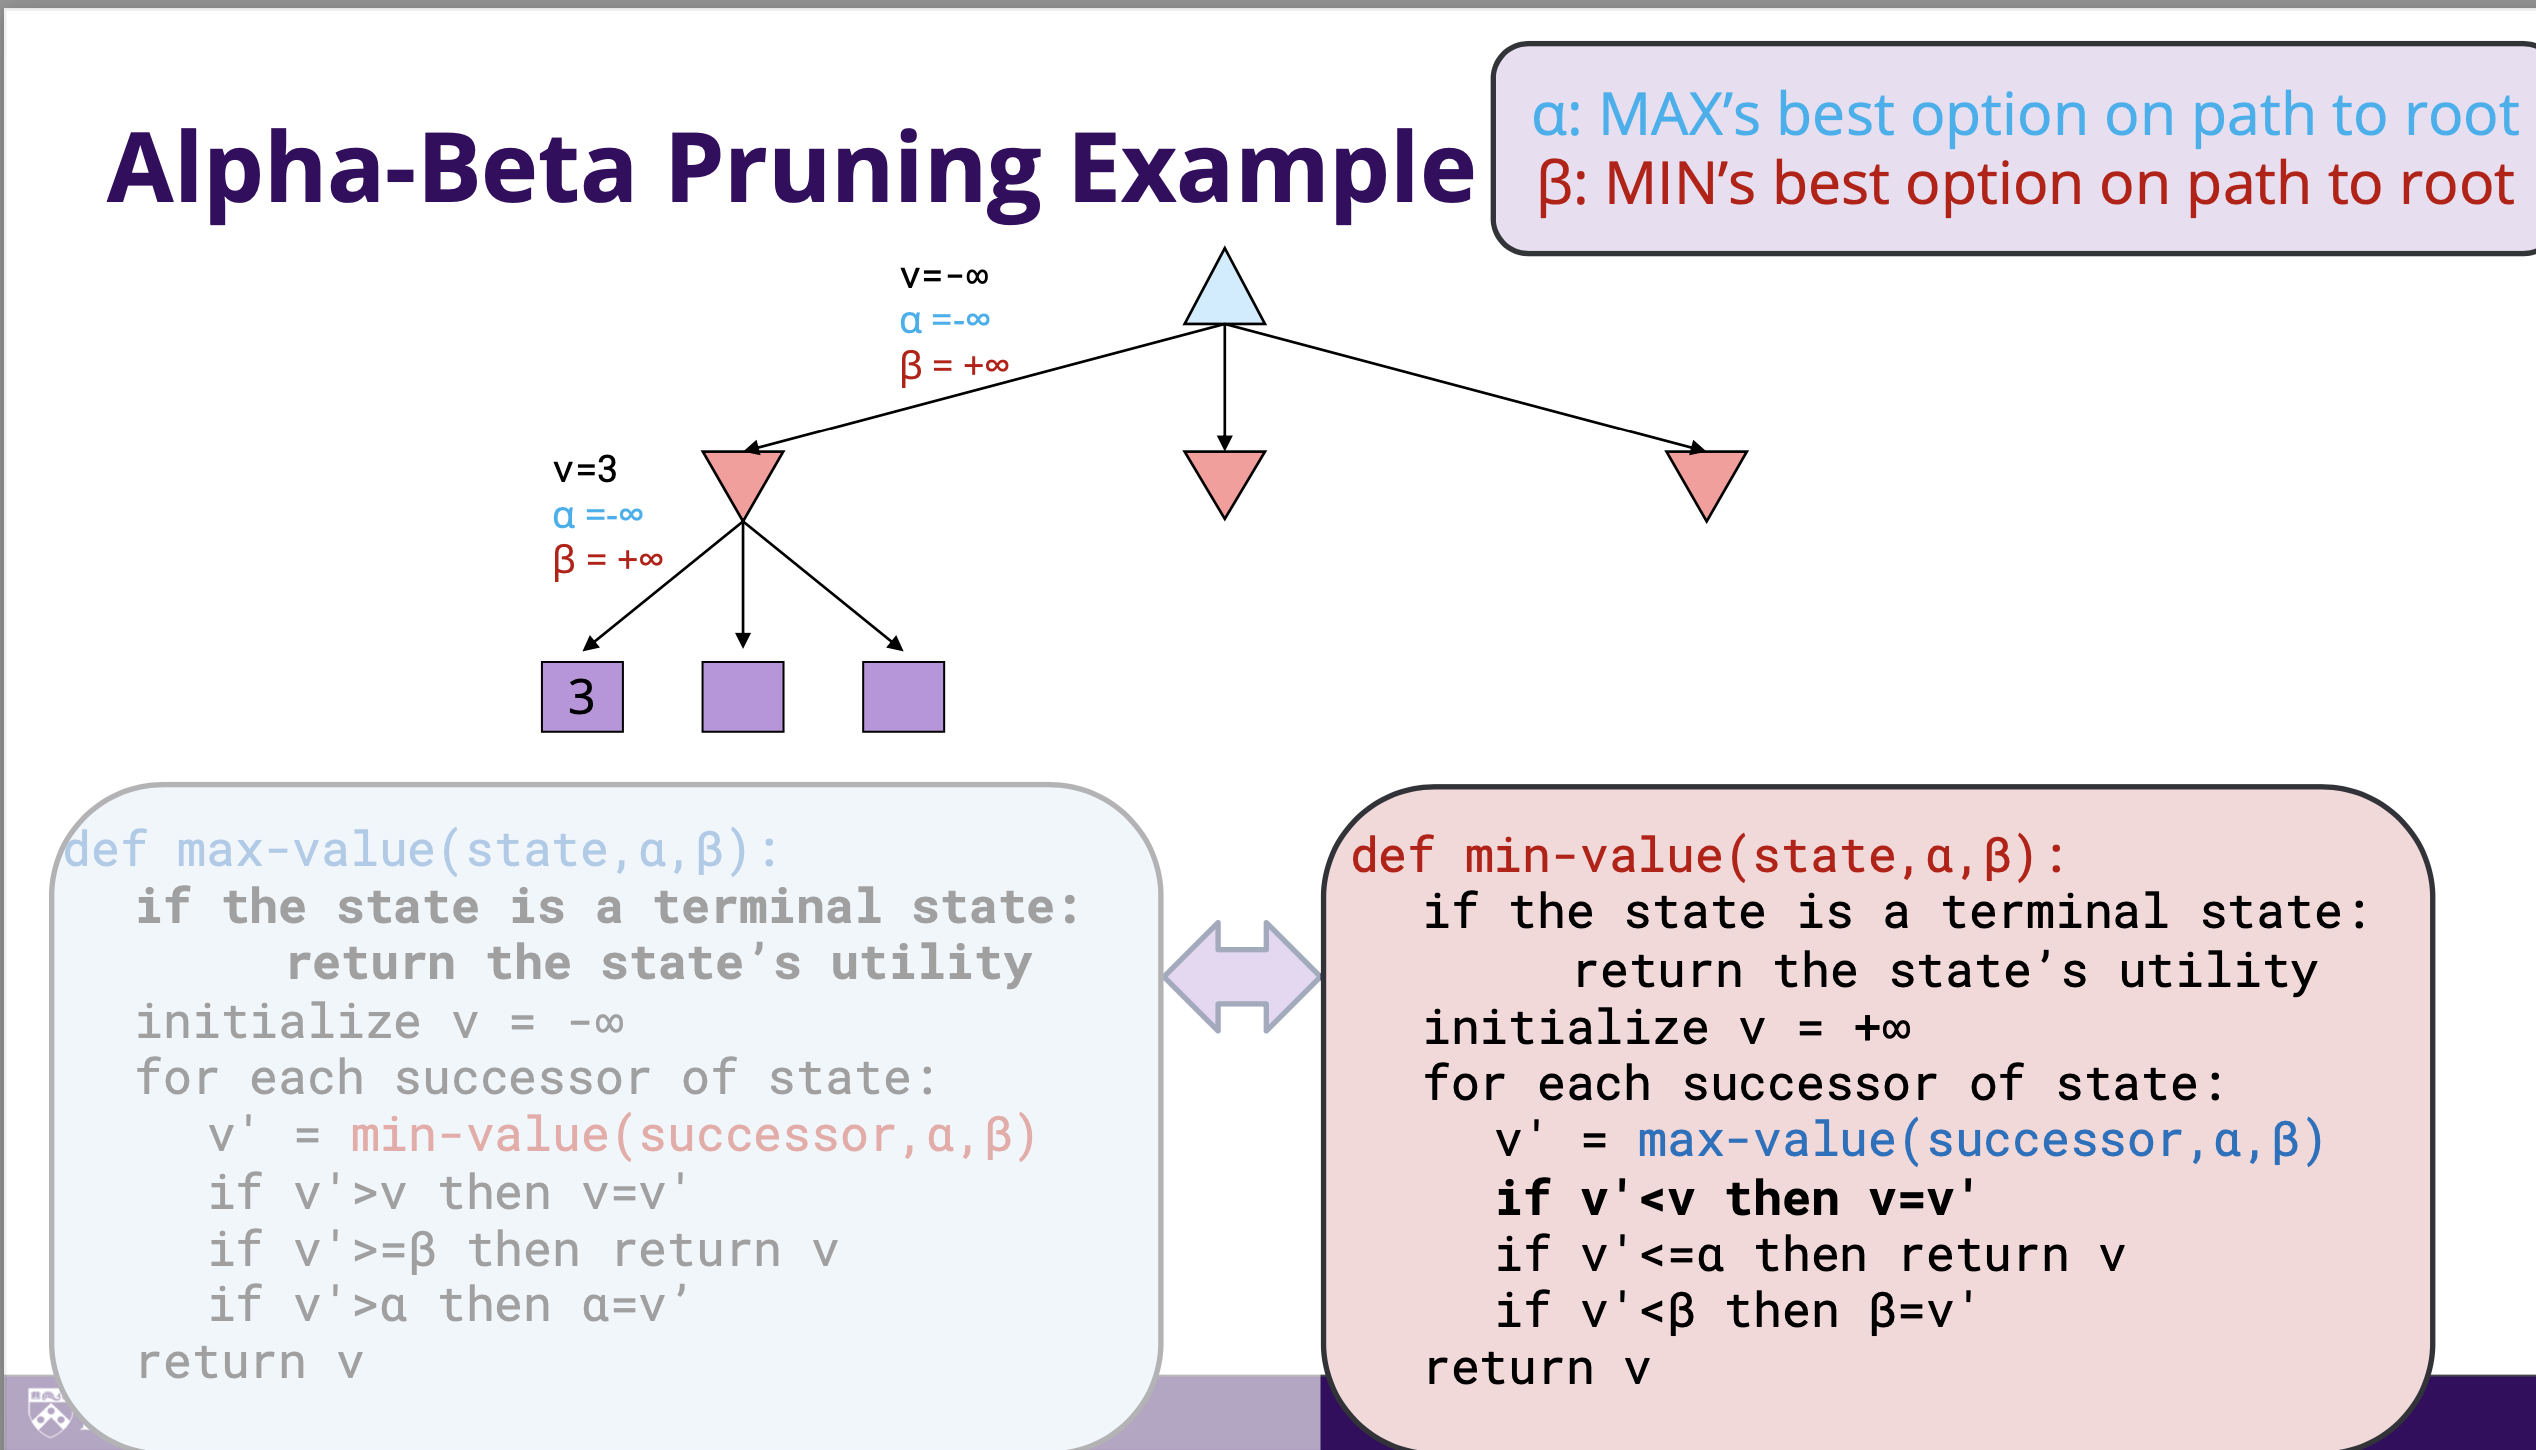 Alpha-Beta Pruning Example
α: MAX’s best option on path to root
β: MIN’s best option on path to root
v=-∞
α =-∞
β = +∞
v=3
α =-∞
β = +∞
3
def max-value(state,α,β):
if the state is a terminal state:
return the state’s utility
initialize v = -∞
for each successor of state:
v' = min-value(successor,α,β)
if v'>v then v=v'
if v'>=β then return v
if v'>α then α=v’
return v
def min-value(state,α,β):
if the state is a terminal state:
return the state’s utility
initialize v = +∞
for each successor of state:
v' = max-value(successor,α,β)
if v'<v then v=v'
if v'<=α then return v
if v'<β then β=v'
return v